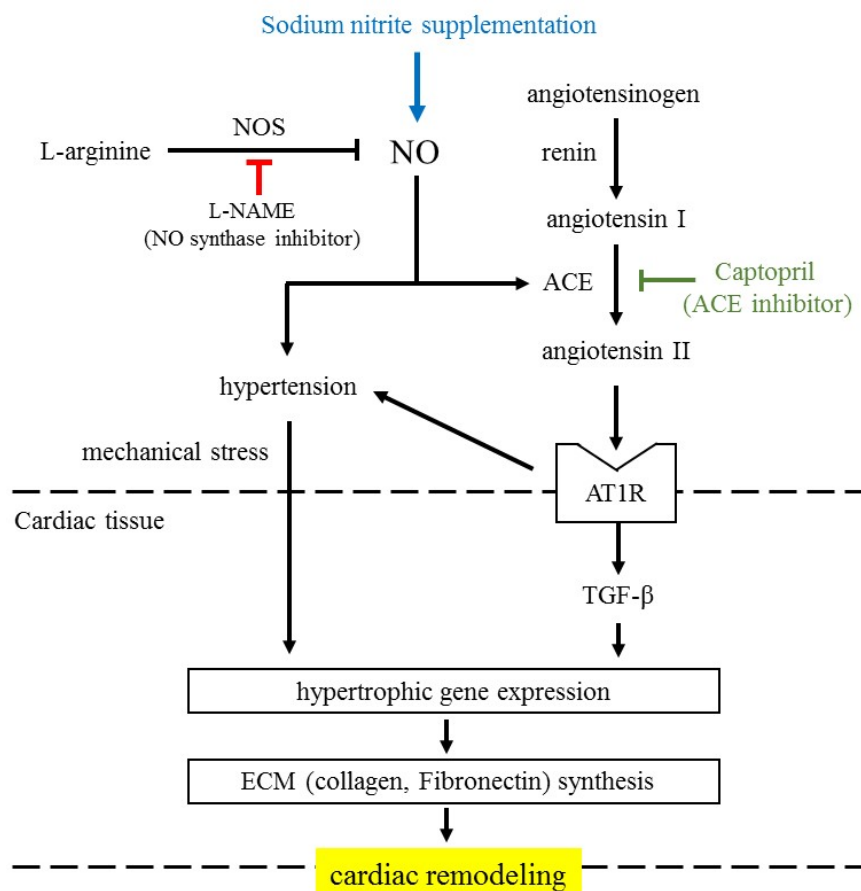 Sodium nitrite supplementation
angiotensinogen
NOS
L-arginine
NO
renin
L-NAME
(NO synthase inhibitor)
angiotensin I
ACE
Captopril
(ACE inhibitor)
angiotensin II
hypertension
mechanical stress
AT1R
Cardiac tissue
TGF-β
hypertrophic gene expression
ECM (collagen, Fibronectin) synthesis
cardiac remodeling